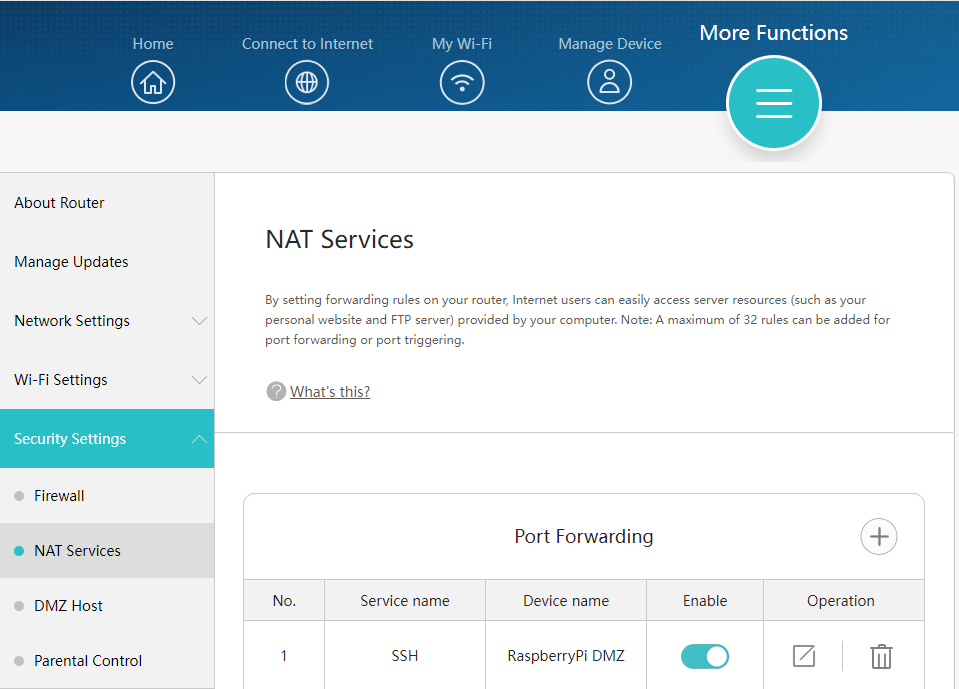 Home
Connect to Internet
My Wi-Fi
Manage Device
More Functions
About Router
Manage Updates
Network Settings
Wi-Fi Settings
Security Settings
Firewall
NAT Services
DMZ Host
Parental Control
NAT Services
By setting forwarding rules on your router, Internet users can easily access server resources (such as your
personal website and FTP server) provided by your computer. Note: A maximum of 32 rules can be added for
port forwarding or port triggering.
? What's this?
Port Forwarding
No. Service name Device name Enable Operation
1 SSH RaspberryPi DMZ